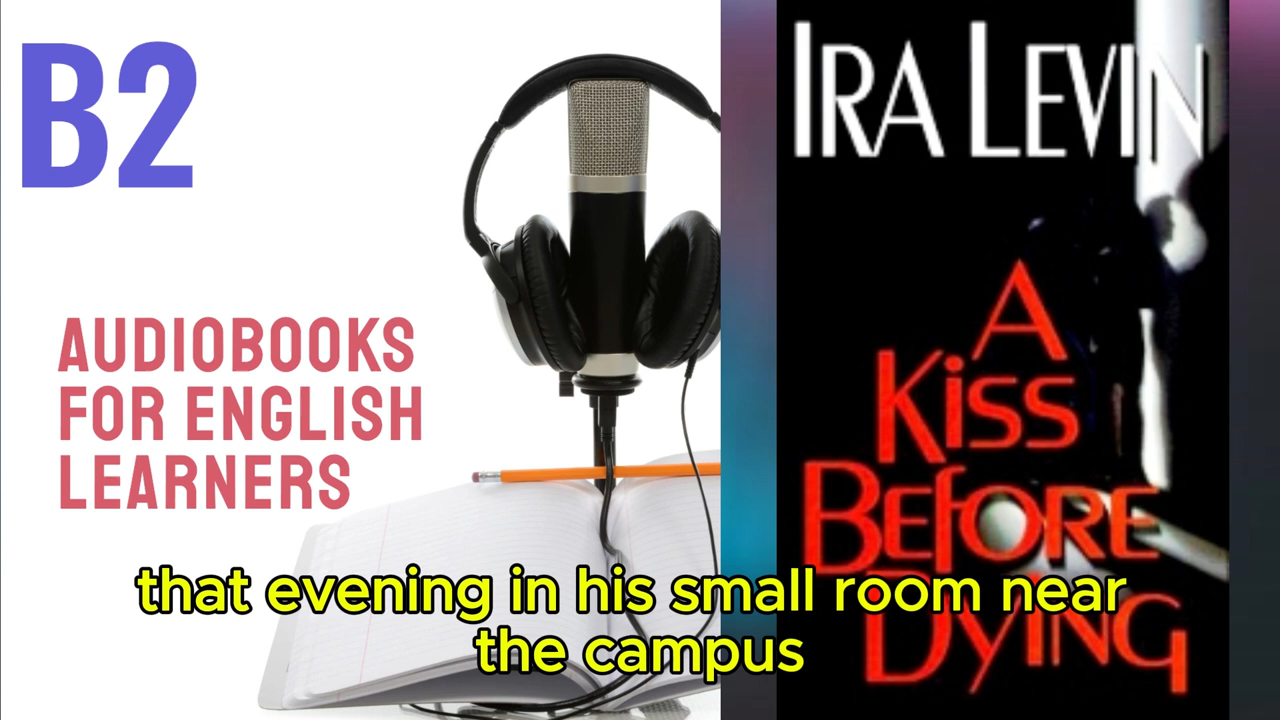 B2
AUDIOBOOKS
FOR ENGLISH
LEARNERS
IRA LEVIN
A
KISS
BEFORE
DYING
that evening in his small room near
the campus